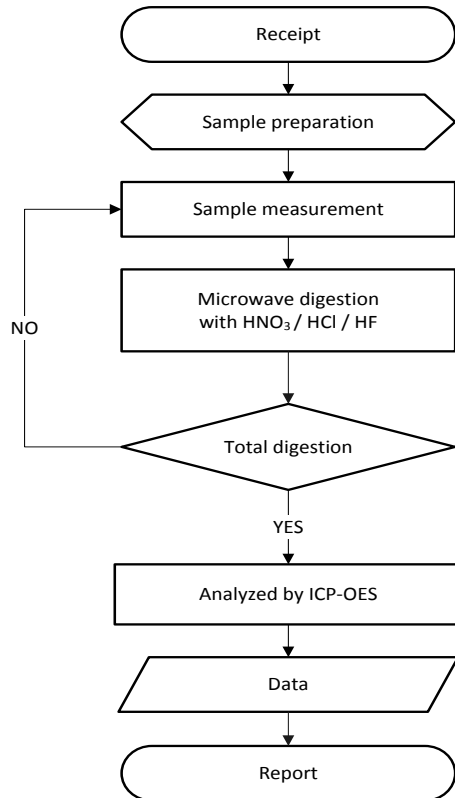 Receipt
Sample preparation
Sample measurement
Microwave digestion
with HNO₃ / HCl / HF
NO
Total digestion
YES
Analyzed by ICP-OES
Data
Report